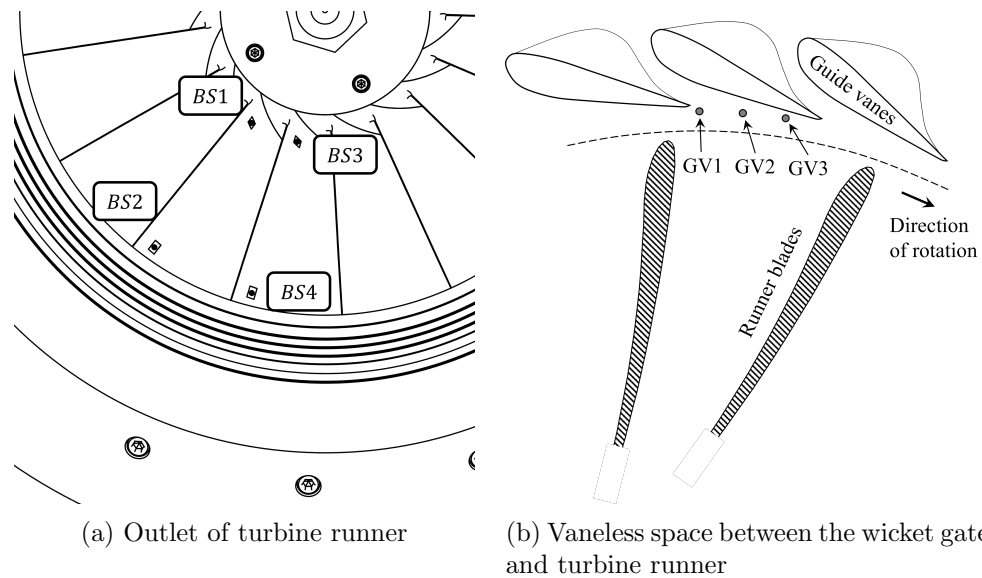 BS1
BS3
BS2
BS4
Guide vanes
GV1 GV2 GV3
Direction
of rotation
Runner blades
(a) Outlet of turbine runner
(b) Vaneless space between the wicket gate
and turbine runner